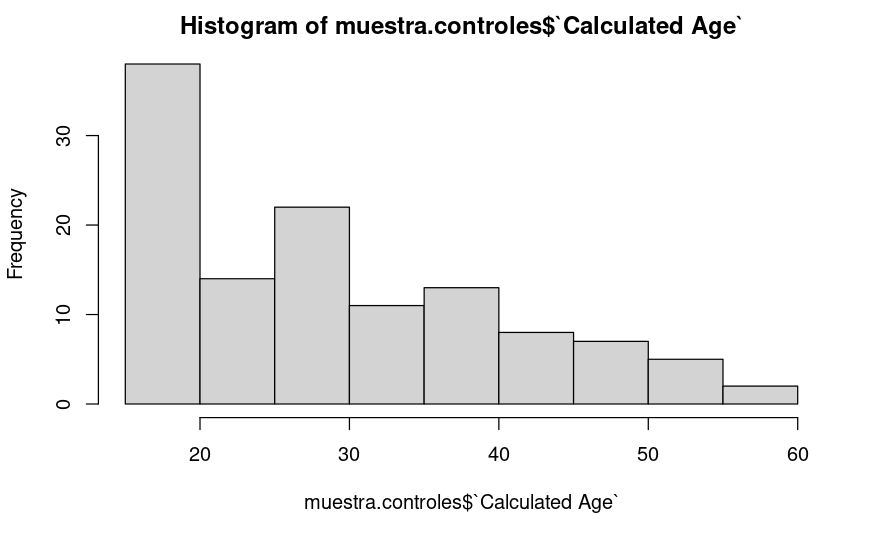 Histogram of muestra.controles$`Calculated Age`
Frequency
30
20
10
0
20 30 40 50 60
muestra.controles$`Calculated Age`